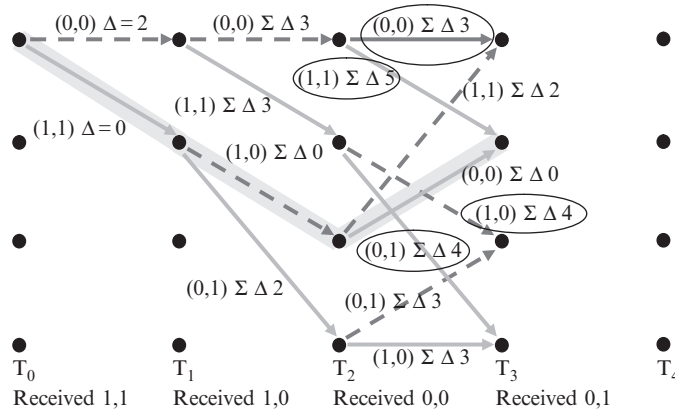 (0,0) Δ = 2
(0,0) Σ Δ 3
(0,0) Σ Δ 3
(1,1) Σ Δ 5
(1,1) Σ Δ 2
(1,1) Σ Δ 3
(1,1) Δ = 0
(1,0) Σ Δ 0
(0,0) Σ Δ 0
(1,0) Σ Δ 4
(0,1) Σ Δ 4
(0,1) Σ Δ 2
(0,1) Σ Δ 3
(1,0) Σ Δ 3
T0 T1 T2 T3 T4
Received 1,1 Received 1,0 Received 0,0 Received 0,1